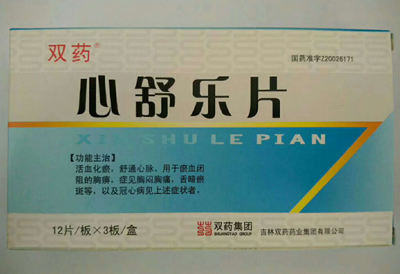 双药®
国药准字Z20026171
心舒乐片
XIN SHU LE PIAN
【功能主治】
活血化瘀，舒通心脉、用于瘀血闭
阻的胸痹，症见胸闷胸痛，舌暗瘀
斑等，以及冠心病见上述症状者。
12片/板×3板/盒
双药集团
SHUANGYAO GROUP
吉林双药药业集团有限公司